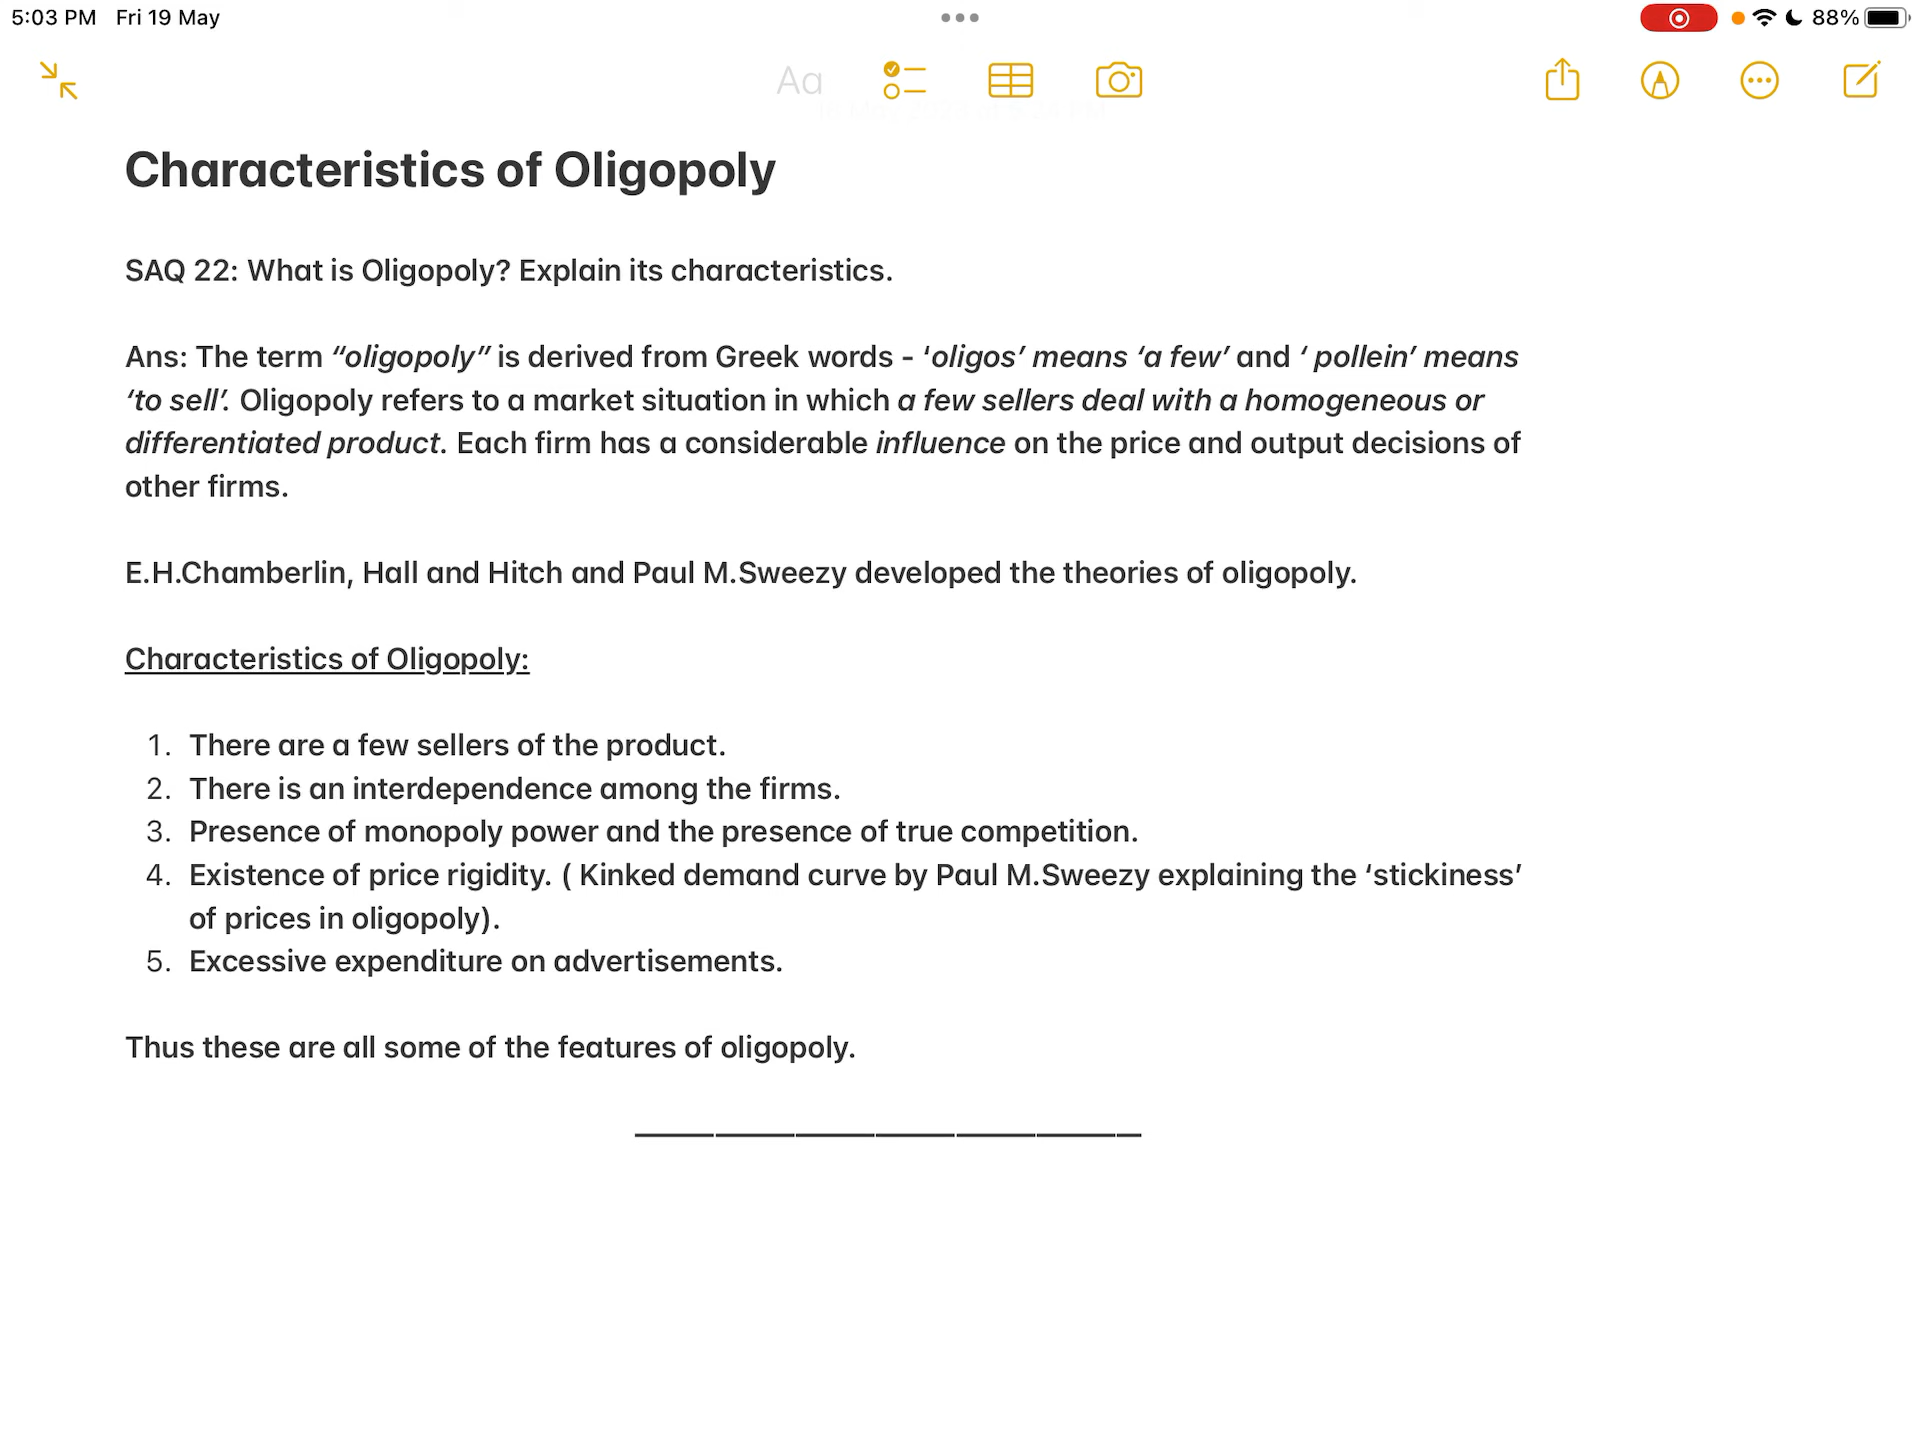 5:03 PM Fri 19 May
88%
Aa
Characteristics of Oligopoly
SAQ 22: What is Oligopoly? Explain its characteristics.
Ans: The term “oligopoly” is derived from Greek words - ‘oligos’ means ‘a few’ and ‘ pollein’ means
‘to sell’. Oligopoly refers to a market situation in which a few sellers deal with a homogeneous or
differentiated product. Each firm has a considerable influence on the price and output decisions of
other firms.
E.H.Chamberlin, Hall and Hitch and Paul M.Sweezy developed the theories of oligopoly.
Characteristics of Oligopoly:
1. There are a few sellers of the product.
2. There is an interdependence among the firms.
3. Presence of monopoly power and the presence of true competition.
4. Existence of price rigidity. ( Kinked demand curve by Paul M.Sweezy explaining the ‘stickiness’
of prices in oligopoly).
5. Excessive expenditure on advertisements.
Thus these are all some of the features of oligopoly.